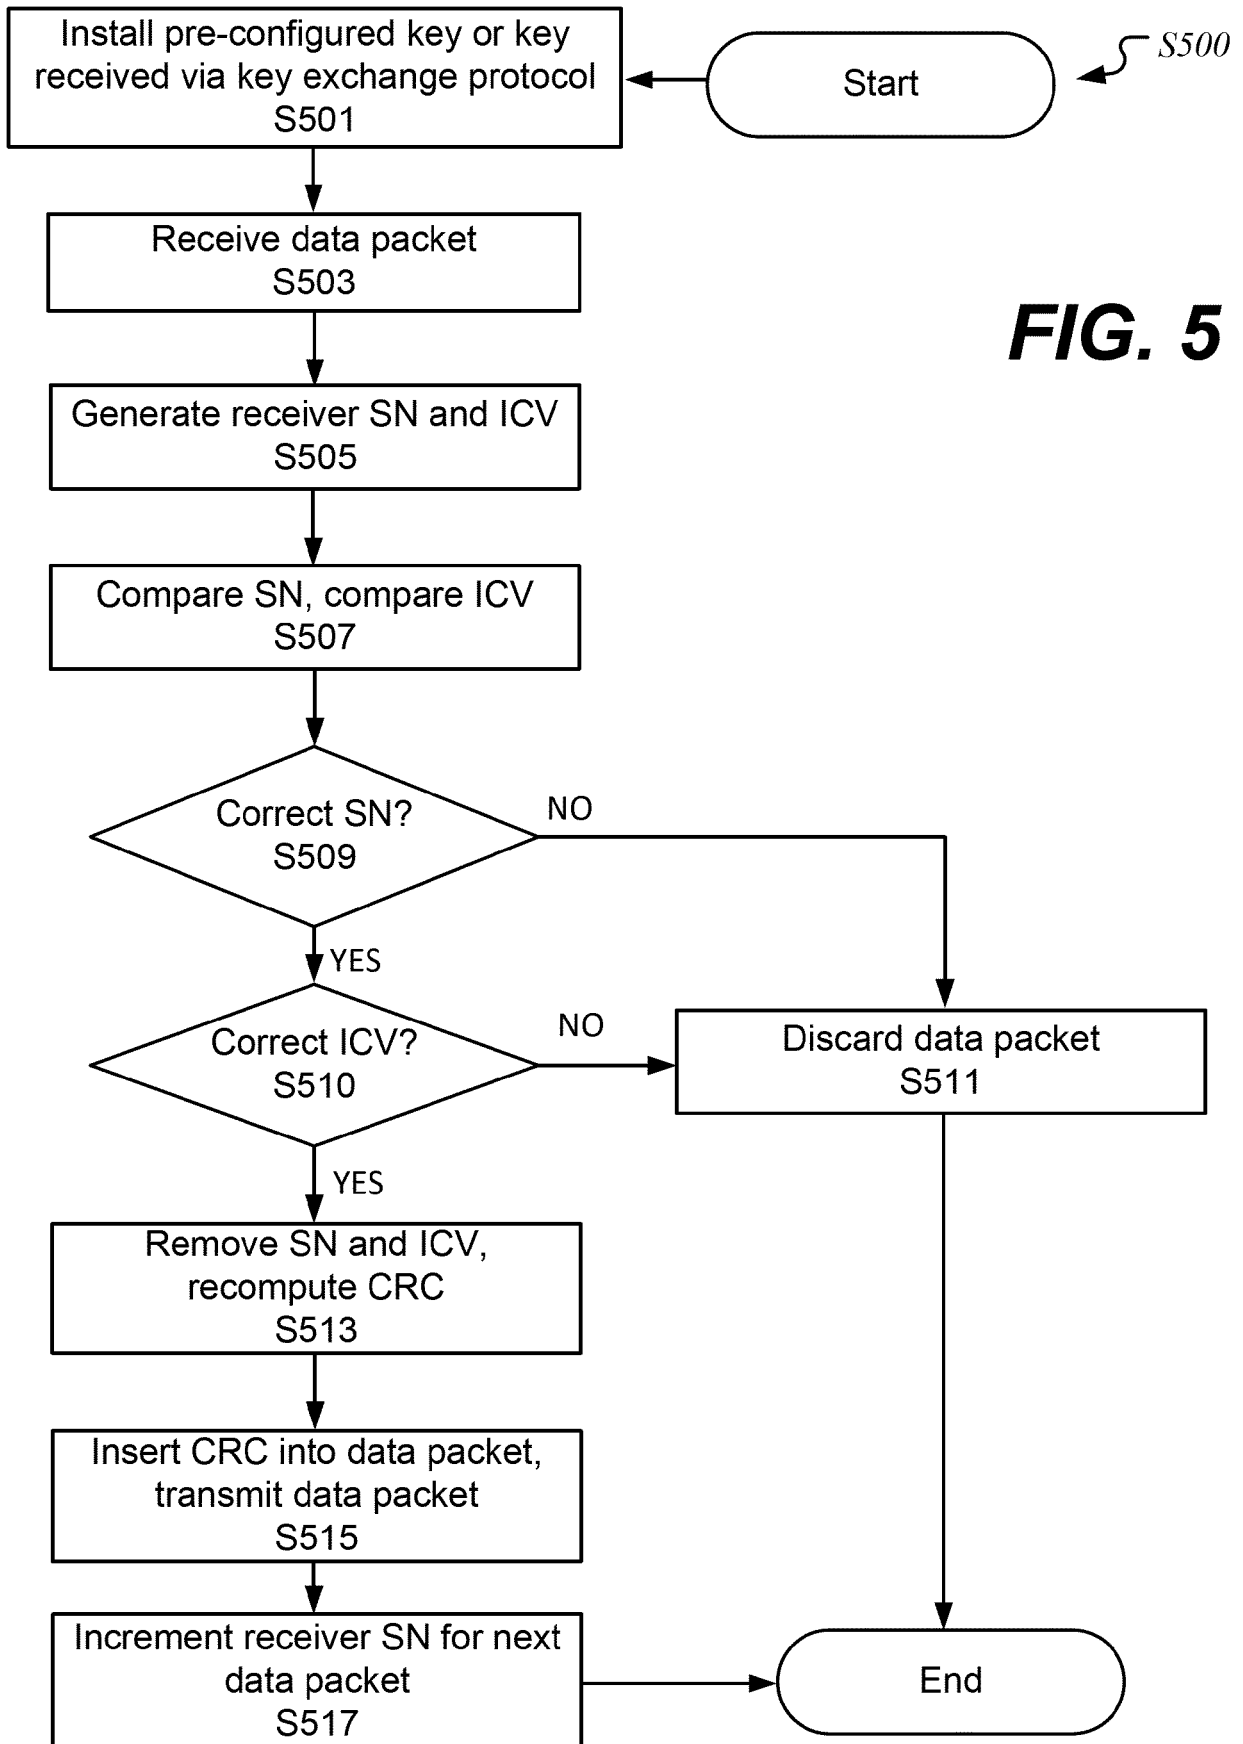 Install pre-configured key or key
received via key exchange protocol
S501
Start
S500
Receive data packet
S503
FIG. 5
Generate receiver SN and ICV
S505
Compare SN, compare ICV
S507
Correct SN?
S509
NO
YES
Correct ICV?
S510
NO
Discard data packet
S511
YES
Remove SN and ICV,
recompute CRC
S513
Insert CRC into data packet,
transmit data packet
S515
Increment receiver SN for next
data packet
S517
End